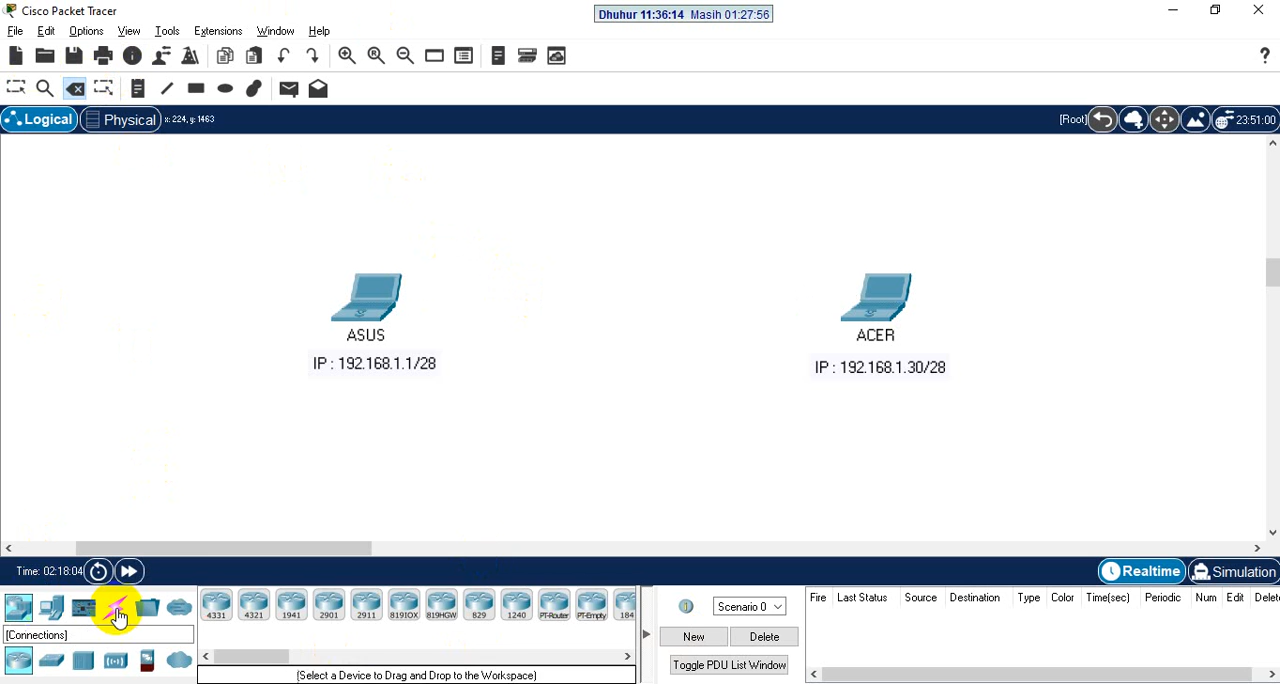 Cisco Packet Tracer
Dhuhur 11:36:14 Masih 01:27:56
File Edit Options View Tools Extensions Window Help
?
Logical Physical x: 224, y: 1463 [Root] 23:51:00
ASUS
IP : 192.168.1.1/28
ACER
IP : 192.168.1.30/28
Time: 02:18:04 Realtime Simulation
4331 4321 1941 2901 2911 819IOX 819HGW 829 1240 PT-Router PT-Empty 184
[Connections]
(Select a Device to Drag and Drop to the Workspace)
Scenario 0
New Delete
Toggle PDU List Window
Fire Last Status Source Destination Type Color Time(sec) Periodic Num Edit Delet